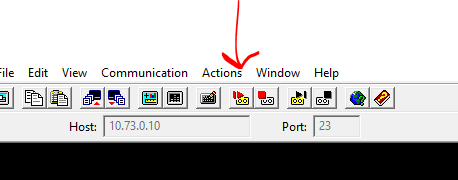 File Edit View Communication Actions Window Help
Host: 10.73.0.10 Port: 23